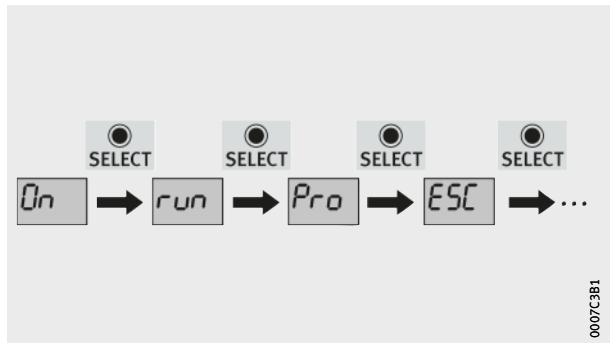 SELECT SELECT SELECT SELECT
On run Pro ESC ...
0007C3B1